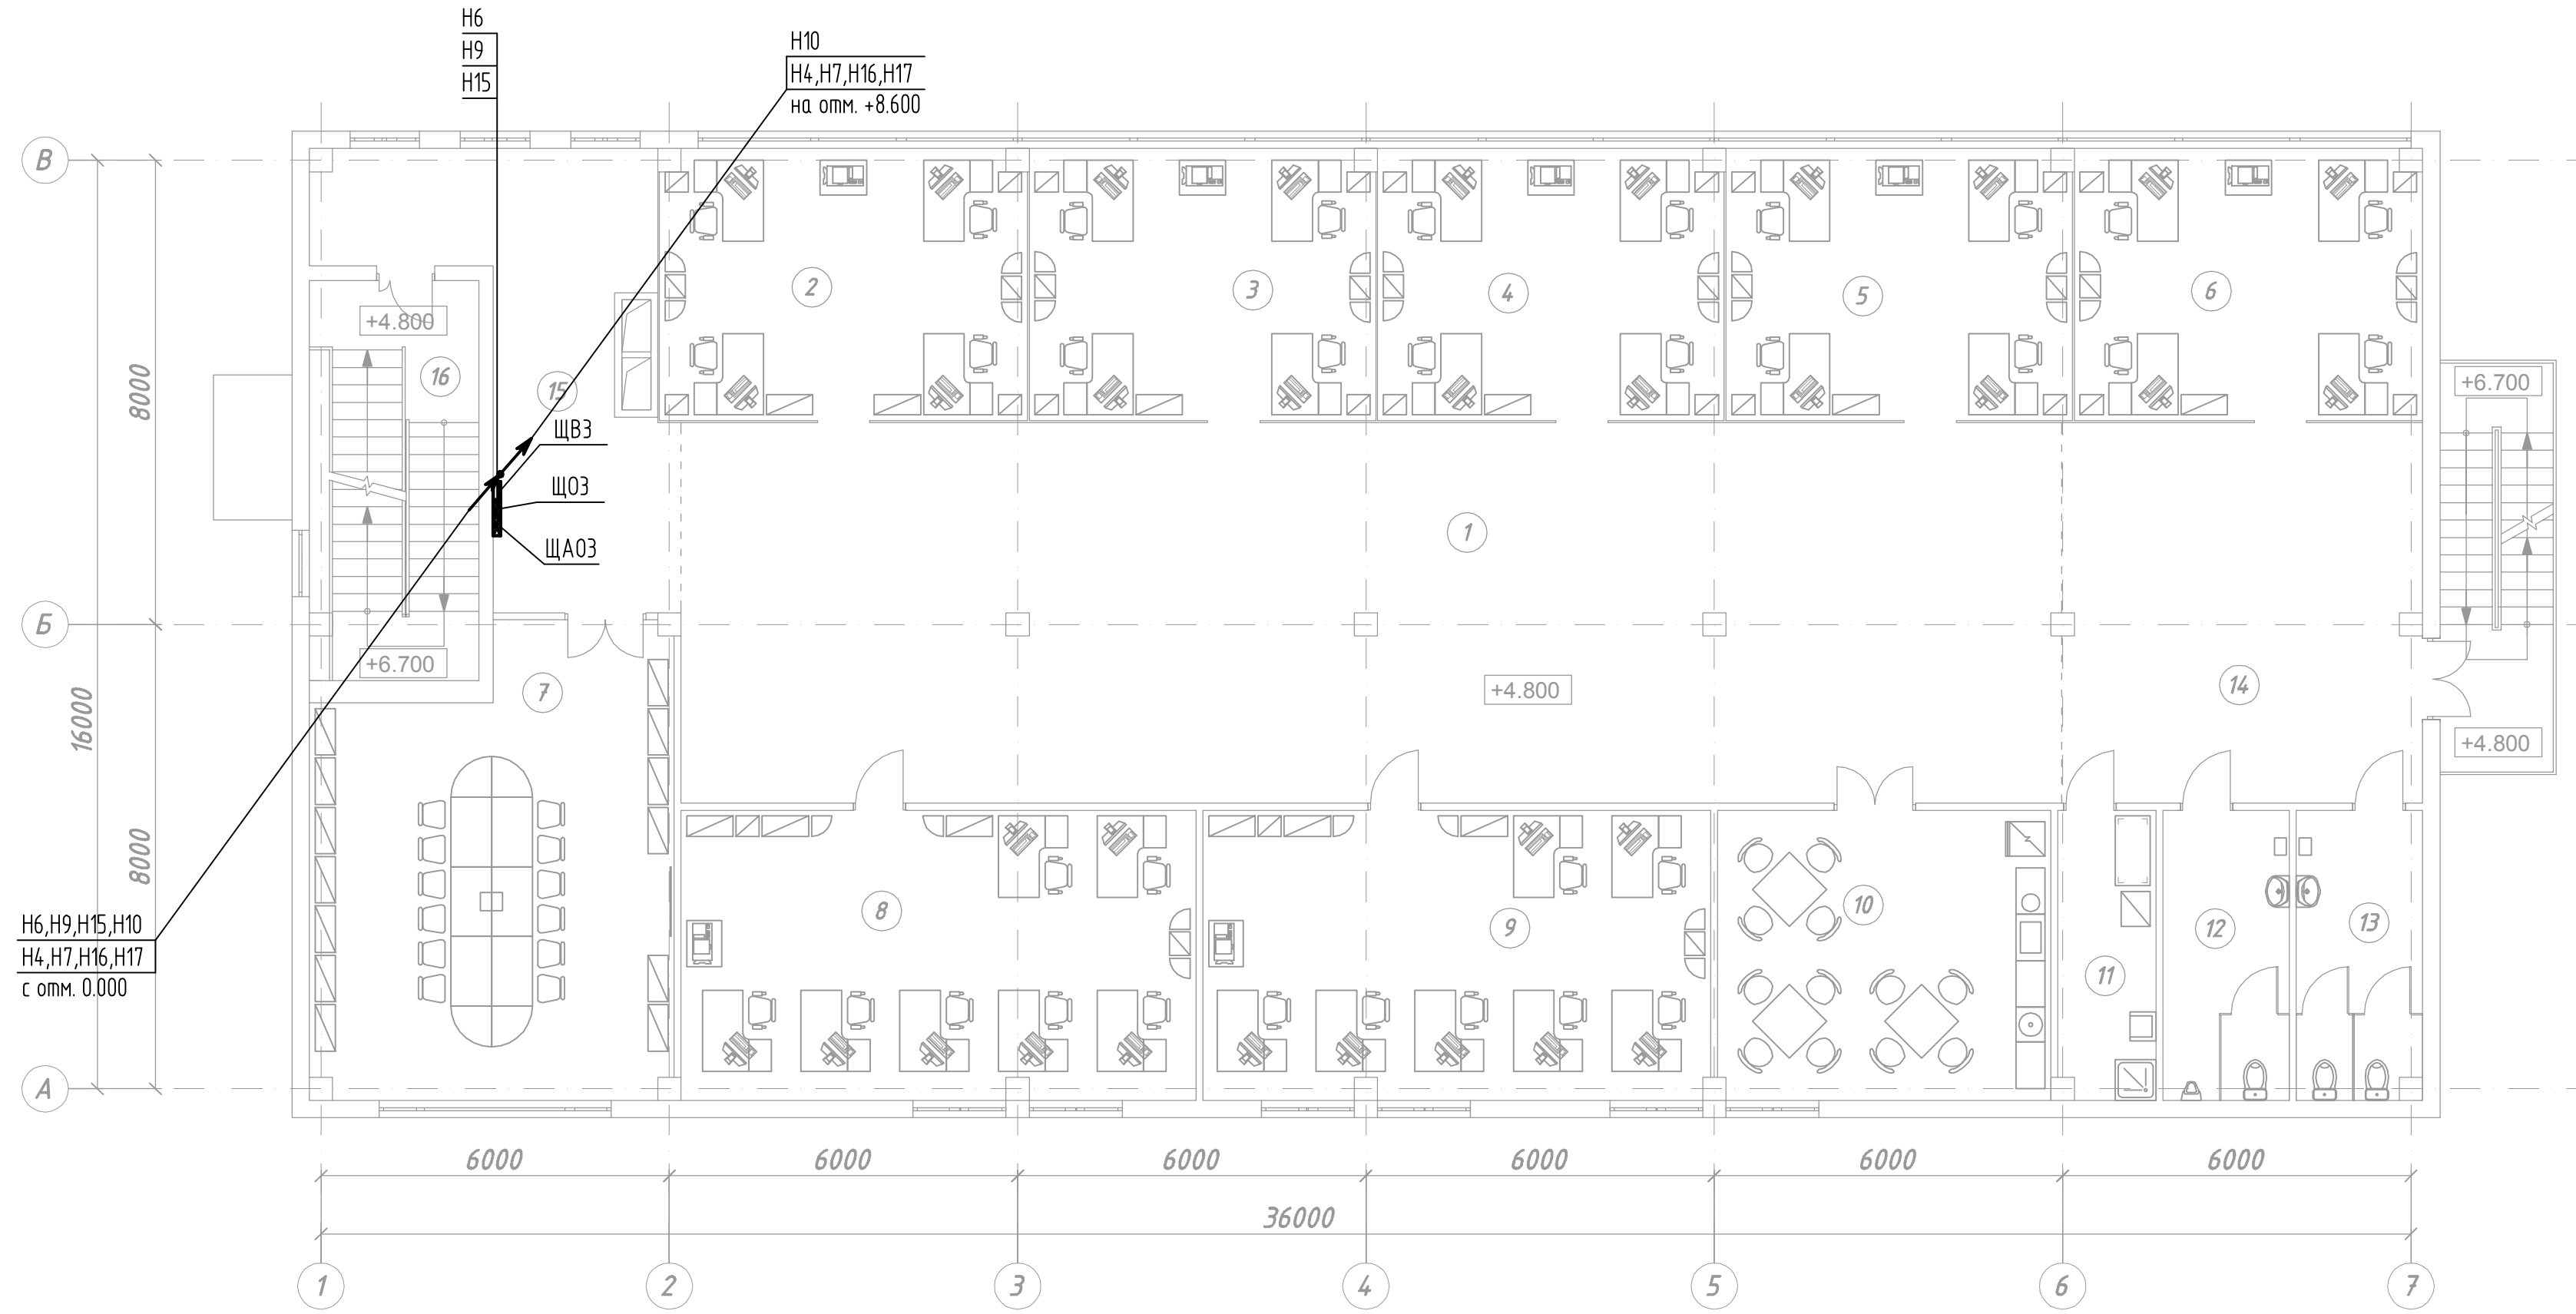 Н6
Н9
Н15
Н10
Н4,Н7,Н16,Н17
на отм. +8.600
В
2
3
4
5
6
+4.800
16
15
+6.700
8000
ЩВ3
ЩО3
ЩАО3
1
Б
+6.700
7
+4.800
14
+4.800
16000
8000
Н6,Н9,Н15,Н10
Н4,Н7,Н16,Н17
с отм. 0.000
8
9
10
11
12
13
А
6000
6000
6000
6000
6000
6000
36000
1
2
3
4
5
6
7